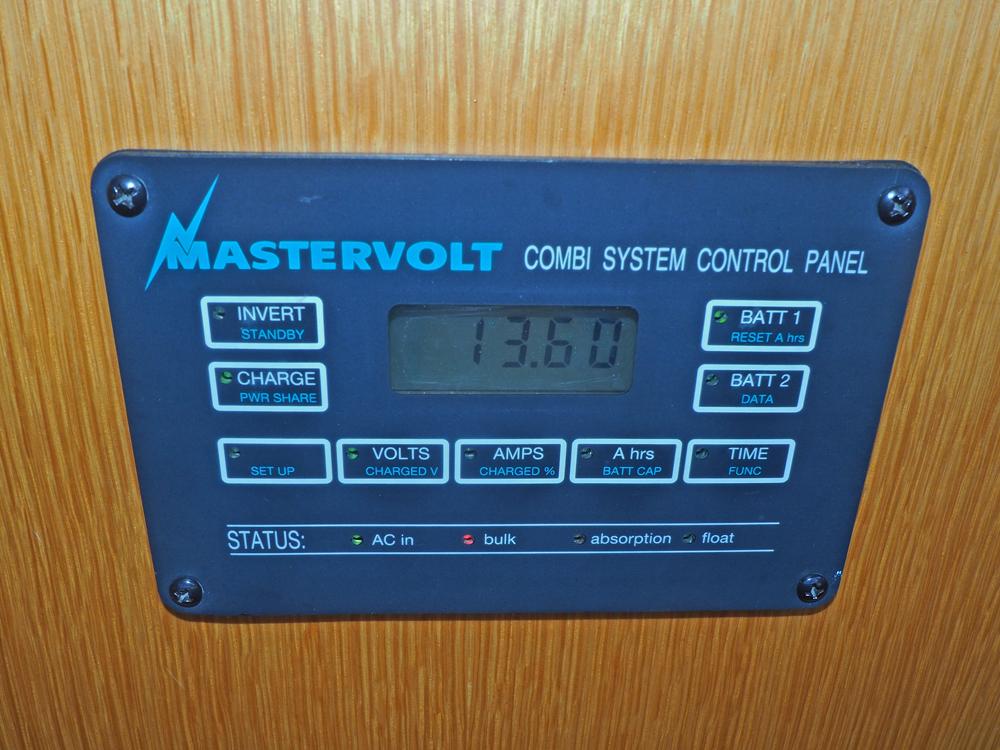 MASTERVOLT COMBI SYSTEM CONTROL PANEL
INVERT
STANDBY
13.60
BATT 1
RESET A hrs
CHARGE
PWR SHARE
BATT 2
DATA
SET UP
VOLTS
CHARGED V
AMPS
CHARGED %
A hrs
BATT CAP
TIME
FUNC
STATUS: AC in bulk absorption float